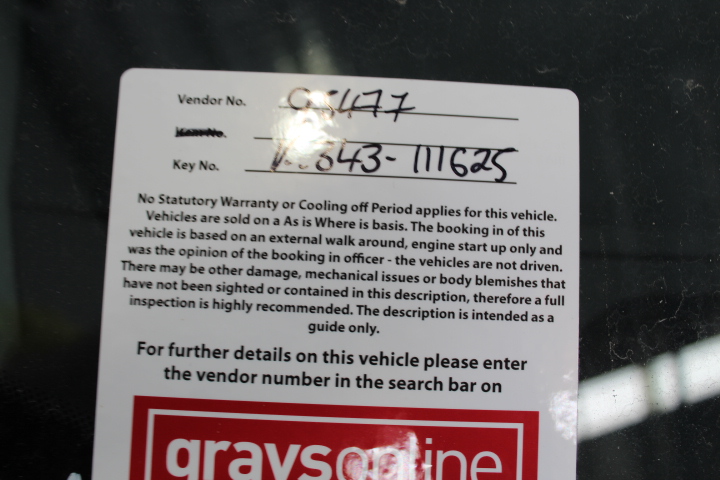 Vendor No.
Key No. 111625
No Statutory Warranty or Cooling off Period applies for this vehicle.
Vehicles are sold on a As is Where is basis. The booking in of this
vehicle is based on an external walk around, engine start up only and
was the opinion of the booking in officer - the vehicles are not driven.
There may be other damage, mechanical issues or body blemishes that
have not been sighted or contained in this description, therefore a full
inspection is highly recommended. The description is intended as a
guide only.
For further details on this vehicle please enter
the vendor number in the search bar on
graysonline